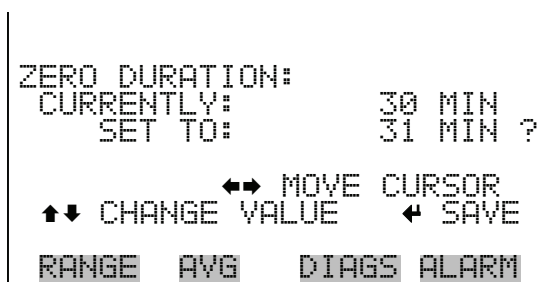 ZERO DURATION:
CURRENTLY: 30 MIN
SET TO: 31 MIN ?
←→ MOVE CURSOR
↑↓ CHANGE VALUE ↵ SAVE
RANGE AVG DIAGS ALARM